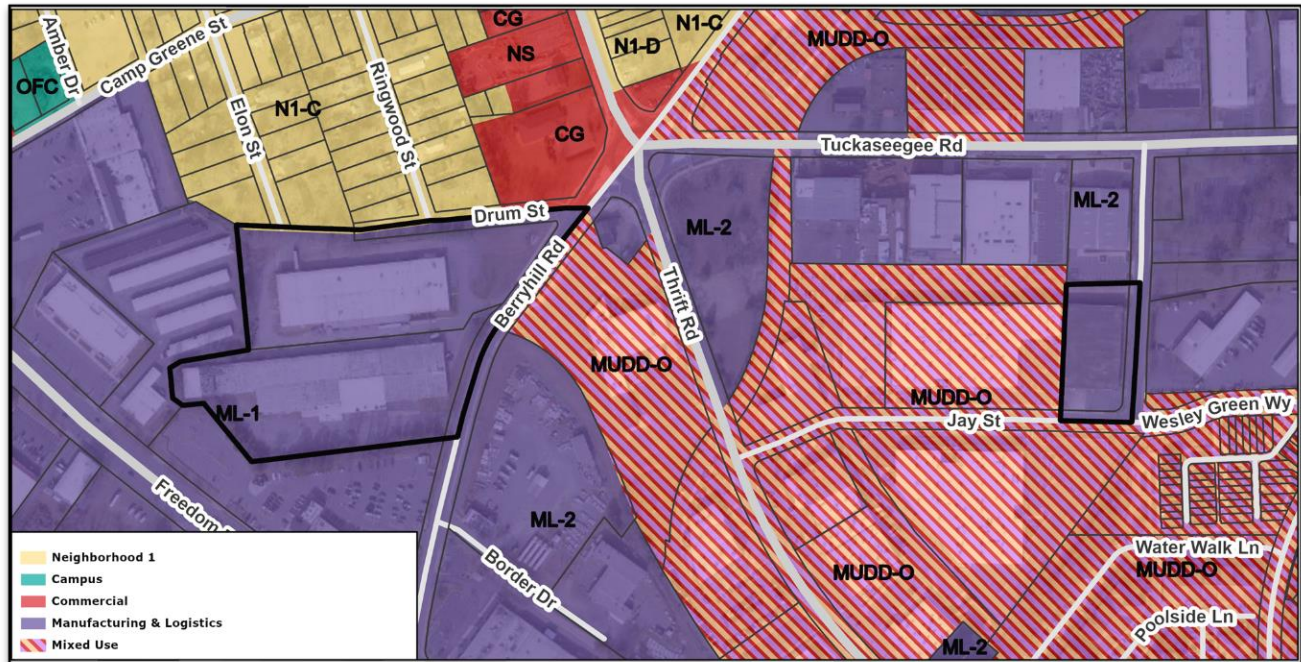 Amber Dr
Camp Greene St
OFC
Elon St
N1-C
Ringwood St
CG
NS
CG
N1-D
N1-C
MUDD-O
Tuckaseegee Rd
Drum St
Berryhill Rd
ML-2
Thrift Rd
ML-2
MUDD-O
MUDD-O
Jay St
Wesley Green Wy
ML-1
Freedom
ML-2
Border Dr
MUDD-O
Water Walk Ln
MUDD-O
Poolside Ln
ML-2
Neighborhood 1
Campus
Commercial
Manufacturing & Logistics
Mixed Use